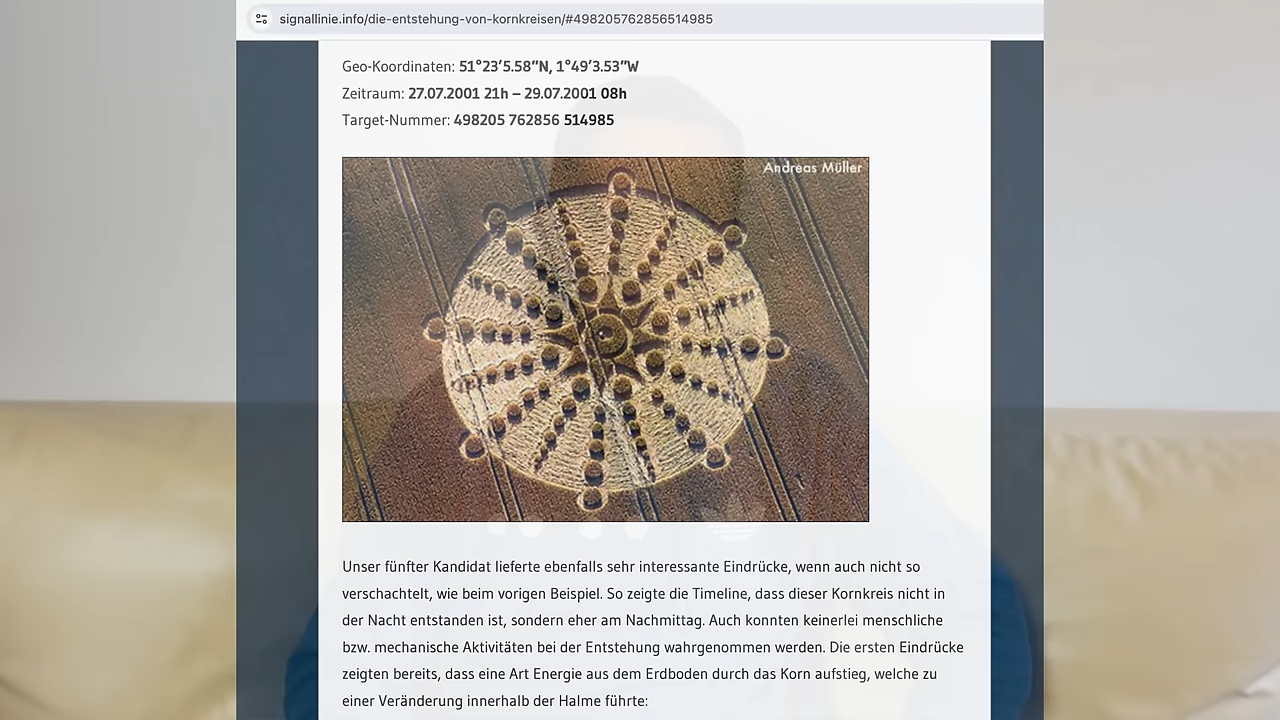 signallinie.info/die-entstehung-von-kornkreisen/#498205762856514985
Geo-Koordinaten: 51°23′5.58″N, 1°49′3.53″W
Zeitraum: 27.07.2001 21h – 29.07.2001 08h
Target-Nummer: 498205 762856 514985
Andreas Müller
Unser fünfter Kandidat lieferte ebenfalls sehr interessante Eindrücke, wenn auch nicht so
verschachtelt, wie beim vorigen Beispiel. So zeigte die Timeline, dass dieser Kornkreis nicht in
der Nacht entstanden ist, sondern eher am Nachmittag. Auch konnten keinerlei menschliche
bzw. mechanische Aktivitäten bei der Entstehung wahrgenommen werden. Die ersten Eindrücke
zeigten bereits, dass eine Art Energie aus dem Erdboden durch das Korn aufstieg, welche zu
einer Veränderung innerhalb der Halme führte: